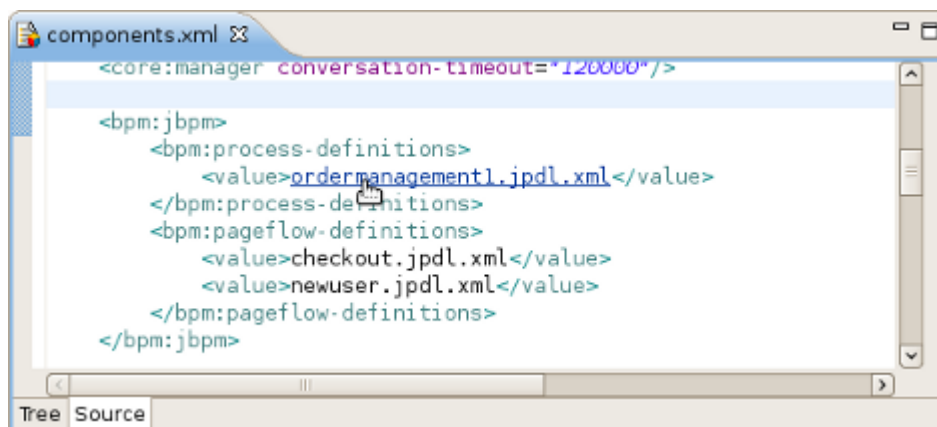 components.xml
<core:manager conversation-timeout="120000"/>
<bpm:jbpm>
<bpm:process-definitions>
<value>ordermanagement1.jpdl.xml</value>
</bpm:process-definitions>
<bpm:pageflow-definitions>
<value>checkout.jpdl.xml</value>
<value>newuser.jpdl.xml</value>
</bpm:pageflow-definitions>
</bpm:jbpm>
Tree Source